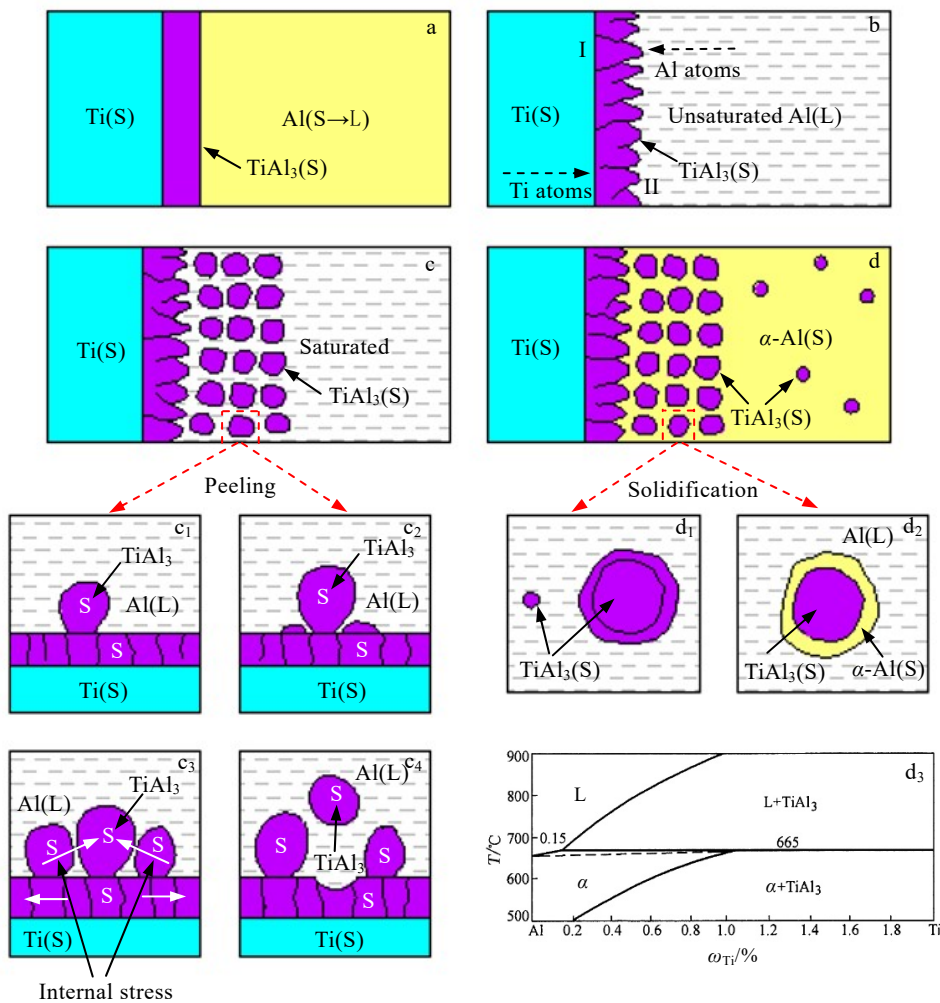 a
Ti(S)
Al(S→L)
TiAl₃(S)
b
I
Al atoms
Ti(S)
Unsaturated Al(L)
TiAl₃(S)
Ti atoms
II
c
Ti(S)
Saturated
TiAl₃(S)
d
Ti(S)
α-Al(S)
TiAl₃(S)
Peeling
Solidification
c₁
TiAl₃
S
Al(L)
S
Ti(S)
c₂
TiAl₃
S
Al(L)
S
Ti(S)
d₁
TiAl₃(S)
d₂
Al(L)
TiAl₃(S)
α-Al(S)
c₃
TiAl₃
Al(L)
S
S
S
S
Ti(S)
Internal stress
c₄
Al(L)
S
S
S
TiAl₃
S
Ti(S)
d₃
900
800
700
600
500
T/℃
L
L+TiAl₃
0.15
665
α
α+TiAl₃
Al
0.2
0.6
0.8
1.0
1.2
1.4
1.6
1.8
Ti
ω_Ti/%